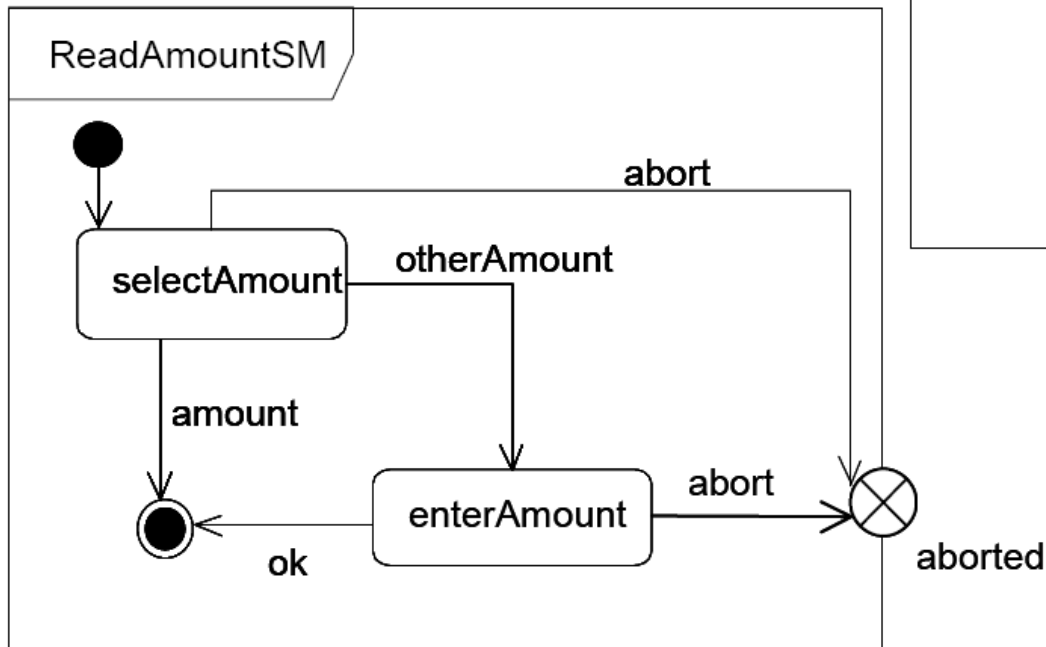 ReadAmountSM
abort
otherAmount
selectAmount
amount
abort
enterAmount
ok
aborted